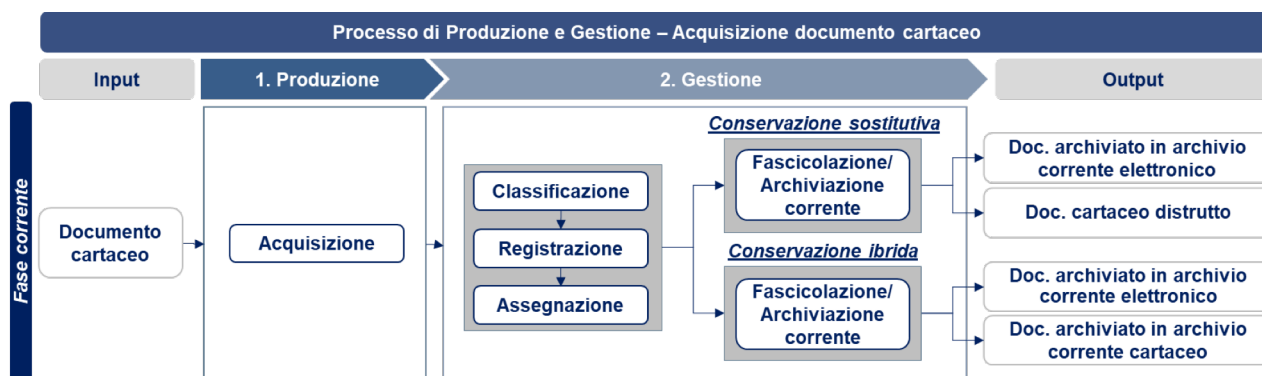 Processo di Produzione e Gestione – Acquisizione documento cartaceo
Input
1. Produzione
2. Gestione
Output
Fase corrente
Documento
cartaceo
Acquisizione
Classificazione
Registrazione
Assegnazione
Conservazione sostitutiva
Fascicolazione/
Archiviazione
corrente
Conservazione ibrida
Fascicolazione/
Archiviazione
corrente
Doc. archiviato in archivio
corrente elettronico
Doc. cartaceo distrutto
Doc. archiviato in archivio
corrente elettronico
Doc. archiviato in archivio
corrente cartaceo